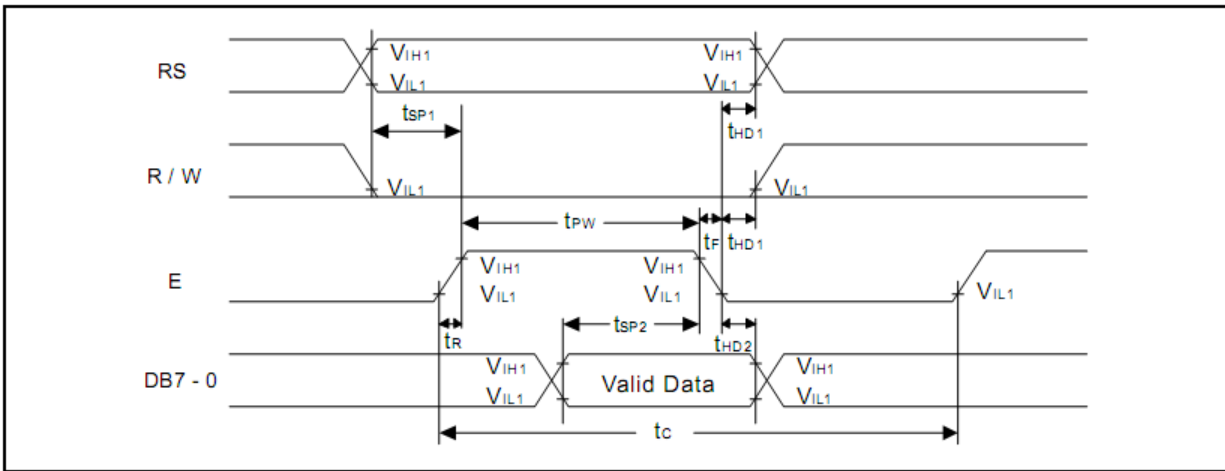 RS
VIH1
VIH1
VIL1
VIL1
tSP1
tHD1
R / W
VIL1
VIL1
tPW
tF
tHD1
E
VIH1
VIH1
VIL1
VIL1
VIL1
tR
tSP2
tHD2
DB7 - 0
VIH1
VIH1
VIL1
Valid Data
VIL1
tC